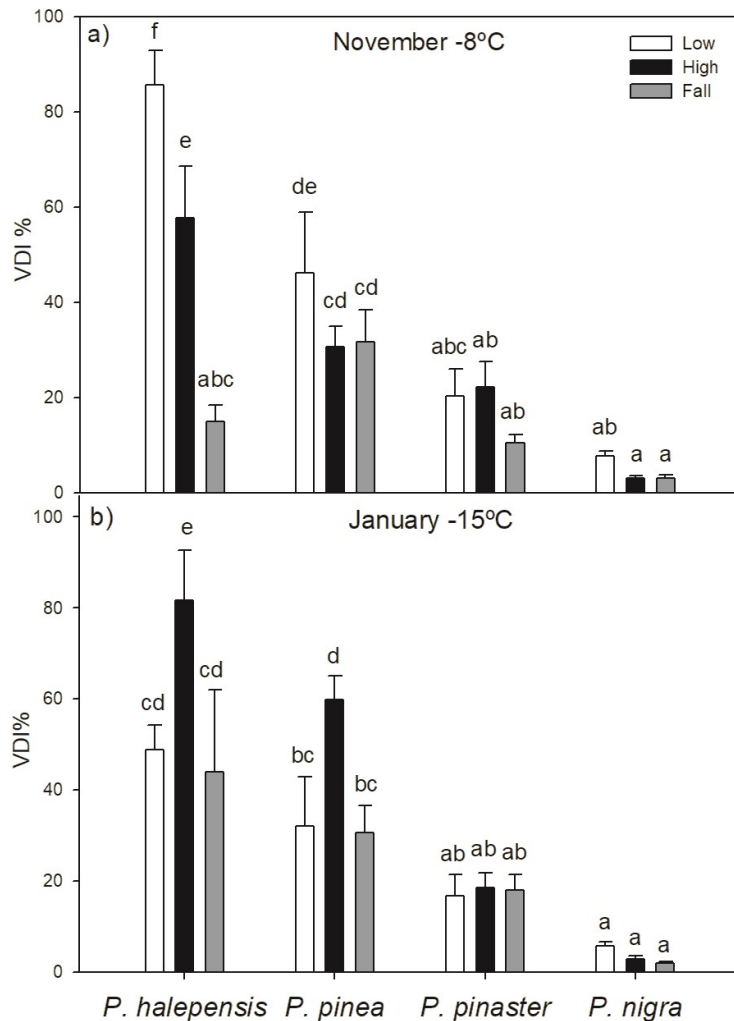 a)
November -8ºC
Low
High
Fall
100
80
60
40
20
0
VDI %
f
e
abc
de
cd
cd
abc
ab
ab
ab
a
a
b)
January -15ºC
100
80
60
40
20
0
VDI%
cd
e
cd
bc
d
bc
ab
ab
ab
a
a
a
P. halepensis P. pinea P. pinaster P. nigra